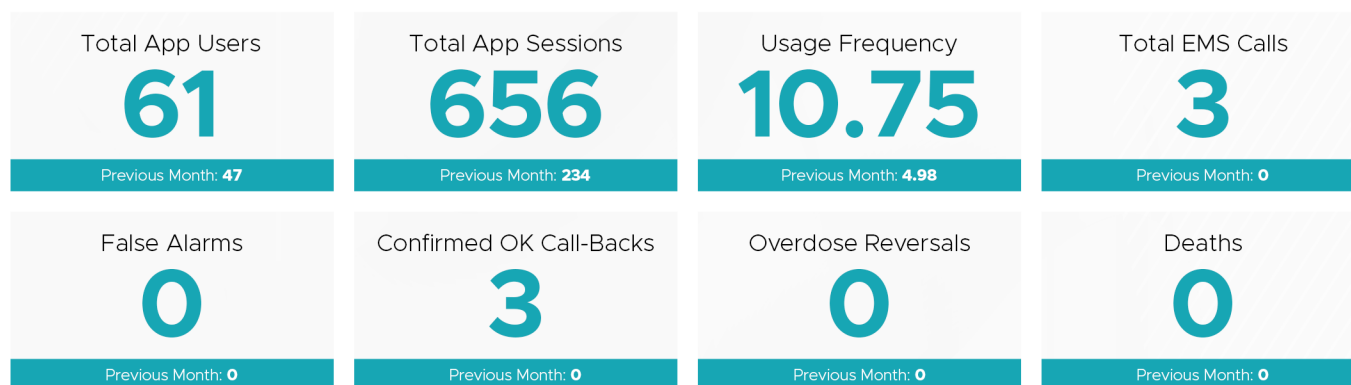 Total App Users
61
Previous Month: 47
Total App Sessions
656
Previous Month: 234
Usage Frequency
10.75
Previous Month: 4.98
Total EMS Calls
3
Previous Month: 0
False Alarms
0
Previous Month: 0
Confirmed OK Call-Backs
3
Previous Month: 0
Overdose Reversals
0
Previous Month: 0
Deaths
0
Previous Month: 0